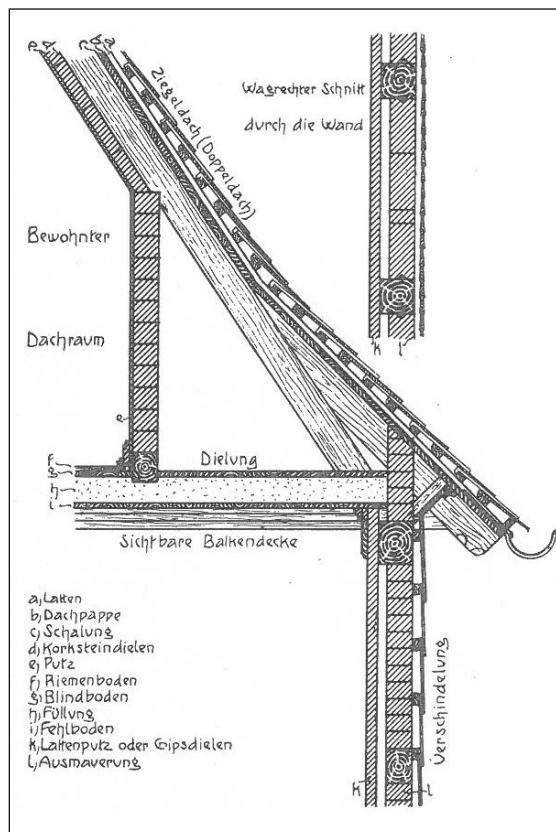 e d c b a
Ziegeldach (Doppeldach)
Wagrechter Schnitt
durch die Wand
Bewohnter
Dachraum
k l
e
f
g
h
i
Dielung
Sichtbare Balkendecke
a, Latten
b, Dachpappe
c, Schalung
d, Korksteindielen
e, Putz
f, Riemenboden
g, Blindboden
h, Füllung
i, Fehlboden
k, Lattenputz oder Gipsdielen
l, Ausmauerung
Verschindelung
k l